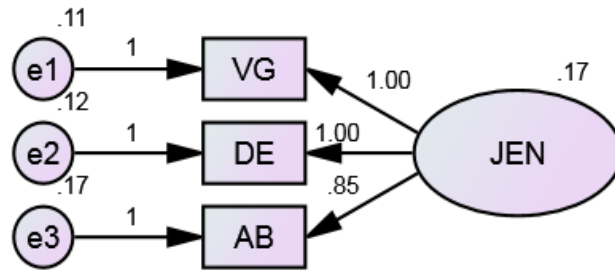 .11
e1 1 VG 1.00 .17
.12
e2 1 DE 1.00 JEN
.17
e3 1 AB .85